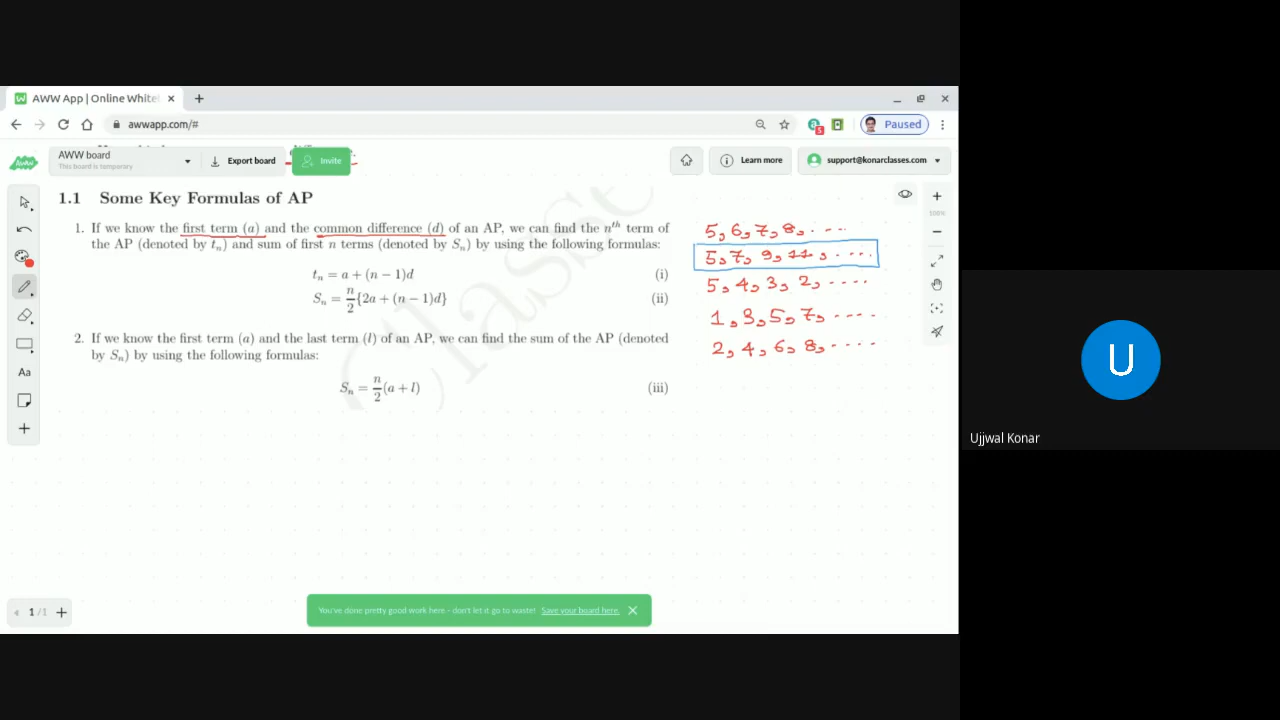 AWW App | Online White
awwapp.com/#
Paused
AWW board
This board is temporary
Export board
Invite
Learn more
support@konarclasses.com
1.1 Some Key Formulas of AP
1. If we know the first term (a) and the common difference (d) of an AP, we can find the nᵗʰ term of
the AP (denoted by tₙ) and sum of first n terms (denoted by Sₙ) by using the following formulas:
tₙ = a + (n − 1)d (i)
Sₙ = n/2 {2a + (n − 1)d} (ii)
2. If we know the first term (a) and the last term (l) of an AP, we can find the sum of the AP (denoted
by Sₙ) by using the following formulas:
Sₙ = n/2 (a + l) (iii)
5, 6, 7, 8, ....
5, 7, 9, 11, ....
5, 4, 3, 2, ....
1, 3, 5, 7, ....
2, 4, 6, 8, ....
100%
Aa
1 / 1
You've done pretty good work here - don't let it go to waste! Save your board here.
U
Ujjwal Konar